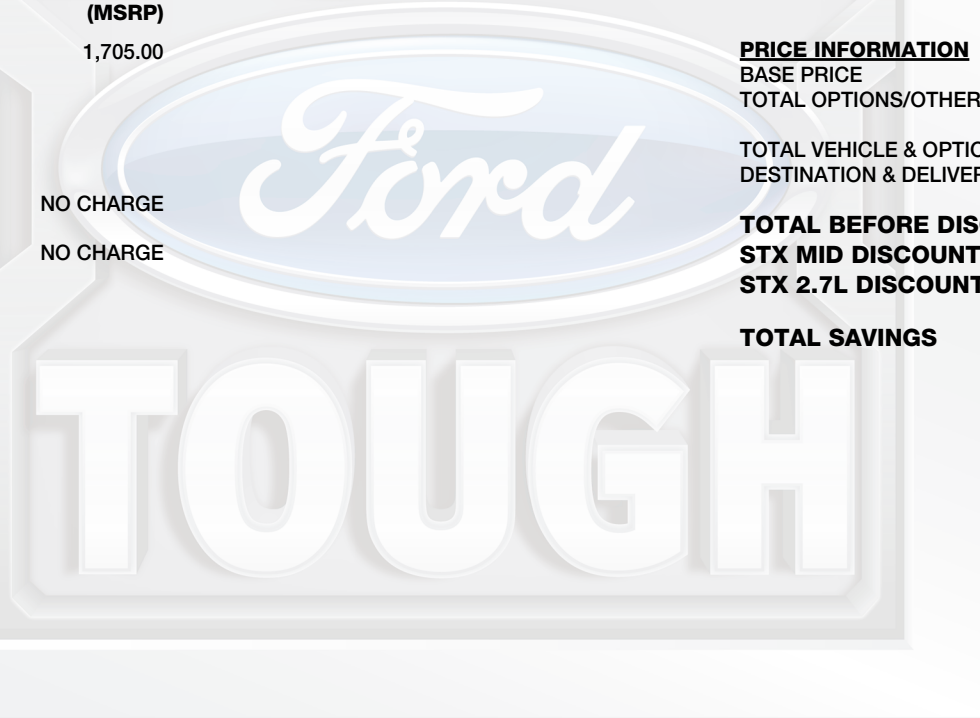 (MSRP)
1,705.00
NO CHARGE
NO CHARGE
PRICE INFORMATION
BASE PRICE
TOTAL OPTIONS/OTHER
TOTAL VEHICLE & OPTIO
DESTINATION & DELIVER
TOTAL BEFORE DIS
STX MID DISCOUNT
STX 2.7L DISCOUNT
TOTAL SAVINGS
Ford
TOUGH